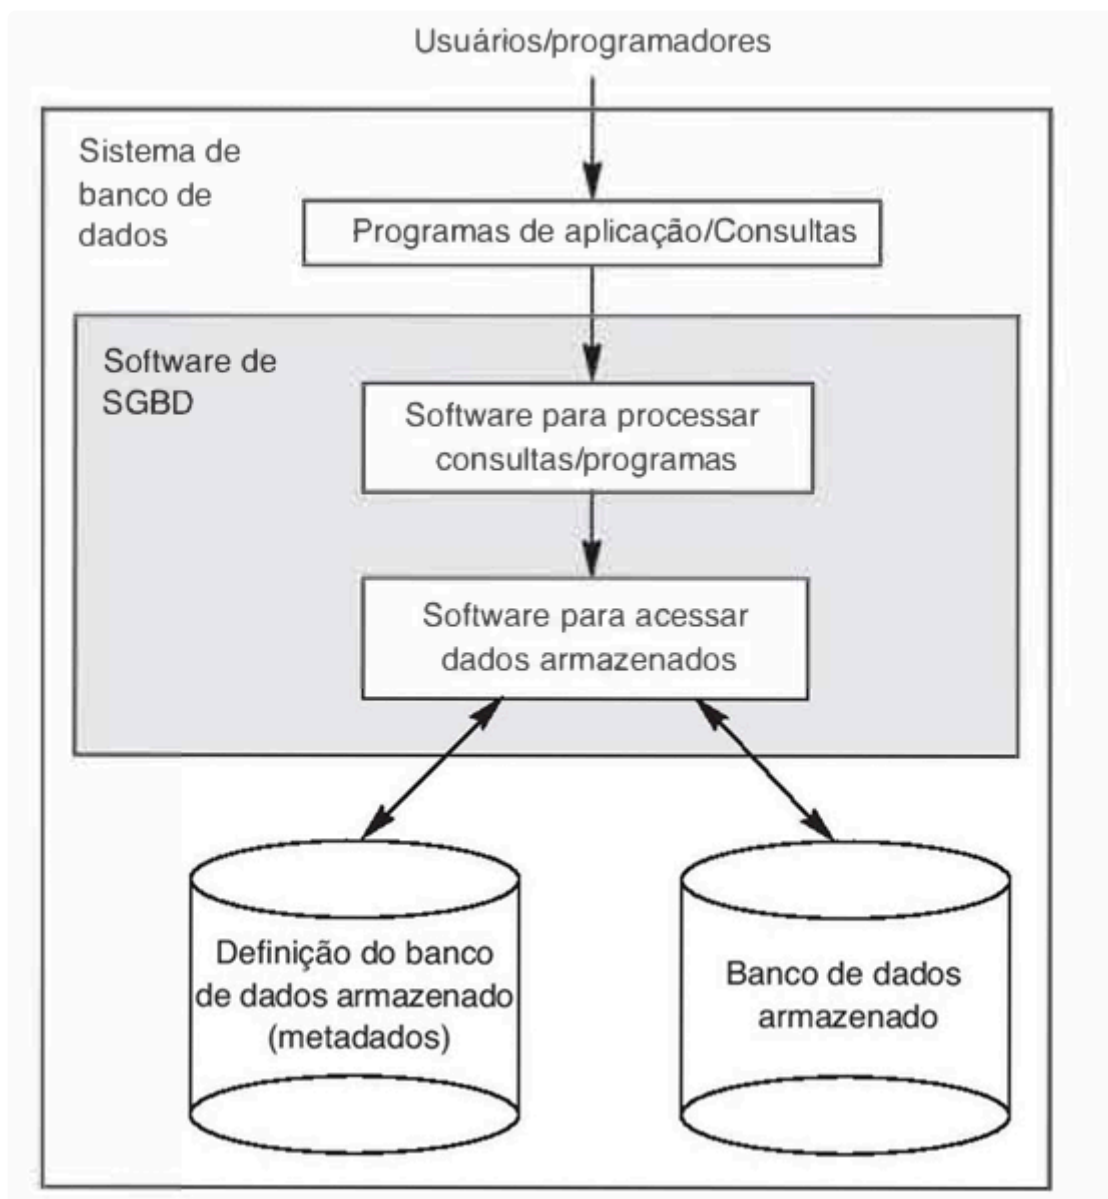 Usuários/programadores
Sistema de
banco de
dados
Programas de aplicação/Consultas
Software de
SGBD
Software para processar
consultas/programas
Software para acessar
dados armazenados
Definição do banco
de dados armazenado
(metadados)
Banco de dados
armazenado